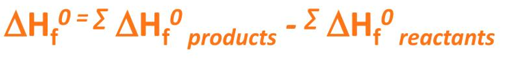 ΔHf⁰ = Σ ΔHf⁰ products - Σ ΔHf⁰ reactants